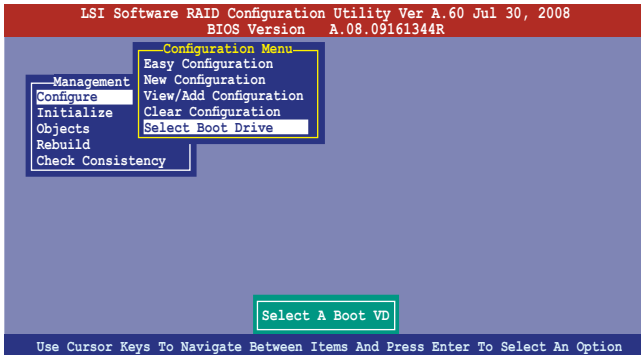 LSI Software RAID Configuration Utility Ver A.60 Jul 30, 2008
BIOS Version A.08.09161344R
Configuration Menu
Easy Configuration
New Configuration
View/Add Configuration
Clear Configuration
Select Boot Drive
Management
Configure
Initialize
Objects
Rebuild
Check Consistency
Select A Boot VD
Use Cursor Keys To Navigate Between Items And Press Enter To Select An Option